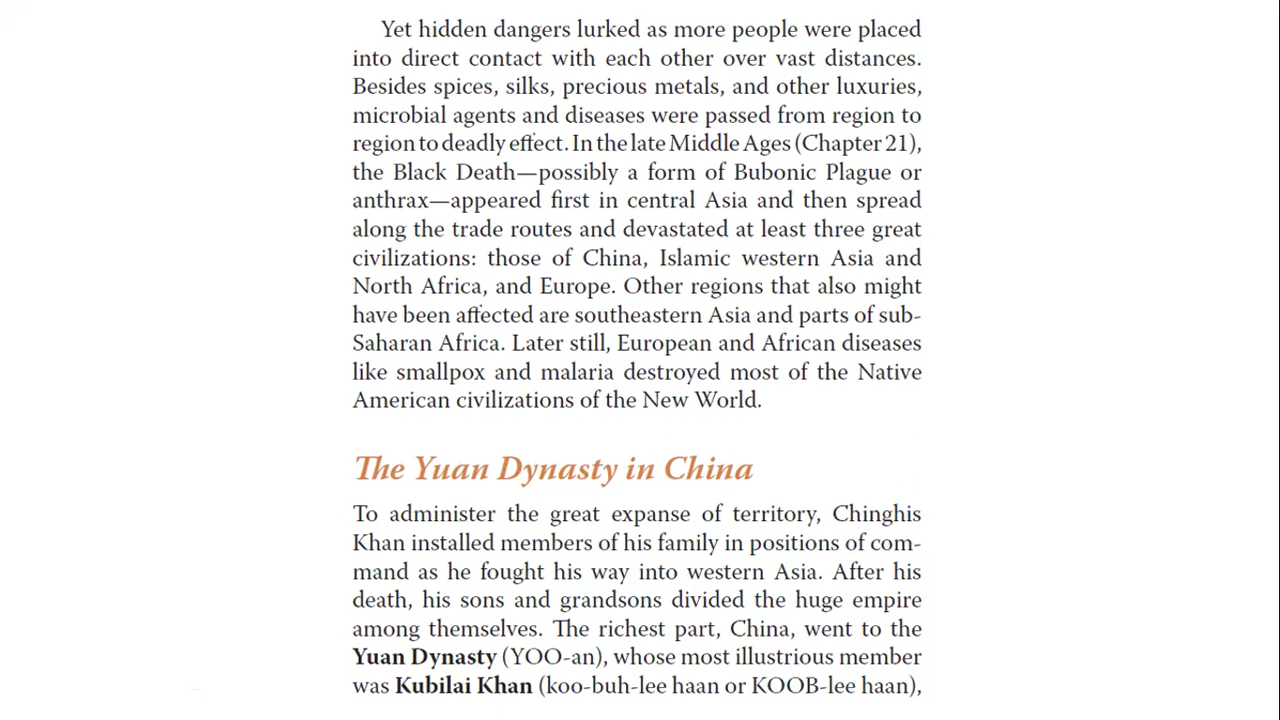 Yet hidden dangers lurked as more people were placed
into direct contact with each other over vast distances.
Besides spices, silks, precious metals, and other luxuries,
microbial agents and diseases were passed from region to
region to deadly effect. In the late Middle Ages (Chapter 21),
the Black Death—possibly a form of Bubonic Plague or
anthrax—appeared first in central Asia and then spread
along the trade routes and devastated at least three great
civilizations: those of China, Islamic western Asia and
North Africa, and Europe. Other regions that also might
have been affected are southeastern Asia and parts of sub-
Saharan Africa. Later still, European and African diseases
like smallpox and malaria destroyed most of the Native
American civilizations of the New World.
The Yuan Dynasty in China
To administer the great expanse of territory, Chinghis
Khan installed members of his family in positions of com-
mand as he fought his way into western Asia. After his
death, his sons and grandsons divided the huge empire
among themselves. The richest part, China, went to the
Yuan Dynasty (YOO-an), whose most illustrious member
was Kubilai Khan (koo-buh-lee haan or KOOB-lee haan),